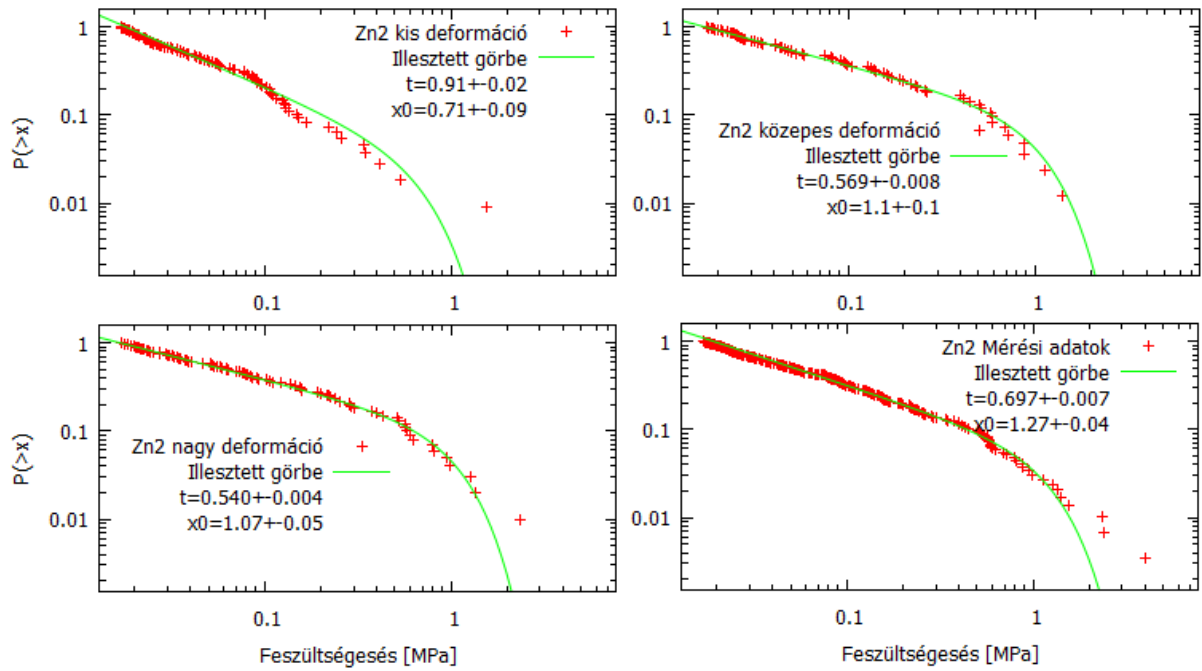 1
0.1
0.01
P(>x)
0.1
1
Zn2 kis deformáció
Illesztett görbe
t=0.91+-0.02
x0=0.71+-0.09
1
0.1
0.01
0.1
1
Zn2 közepes deformáció
Illesztett görbe
t=0.569+-0.008
x0=1.1+-0.1
1
0.1
0.01
P(>x)
0.1
1
Feszültségesés [MPa]
Zn2 nagy deformáció
Illesztett görbe
t=0.540+-0.004
x0=1.07+-0.05
1
0.1
0.01
0.1
1
Feszültségesés [MPa]
Zn2 Mérési adatok
Illesztett görbe
t=0.697+-0.007
x0=1.27+-0.04